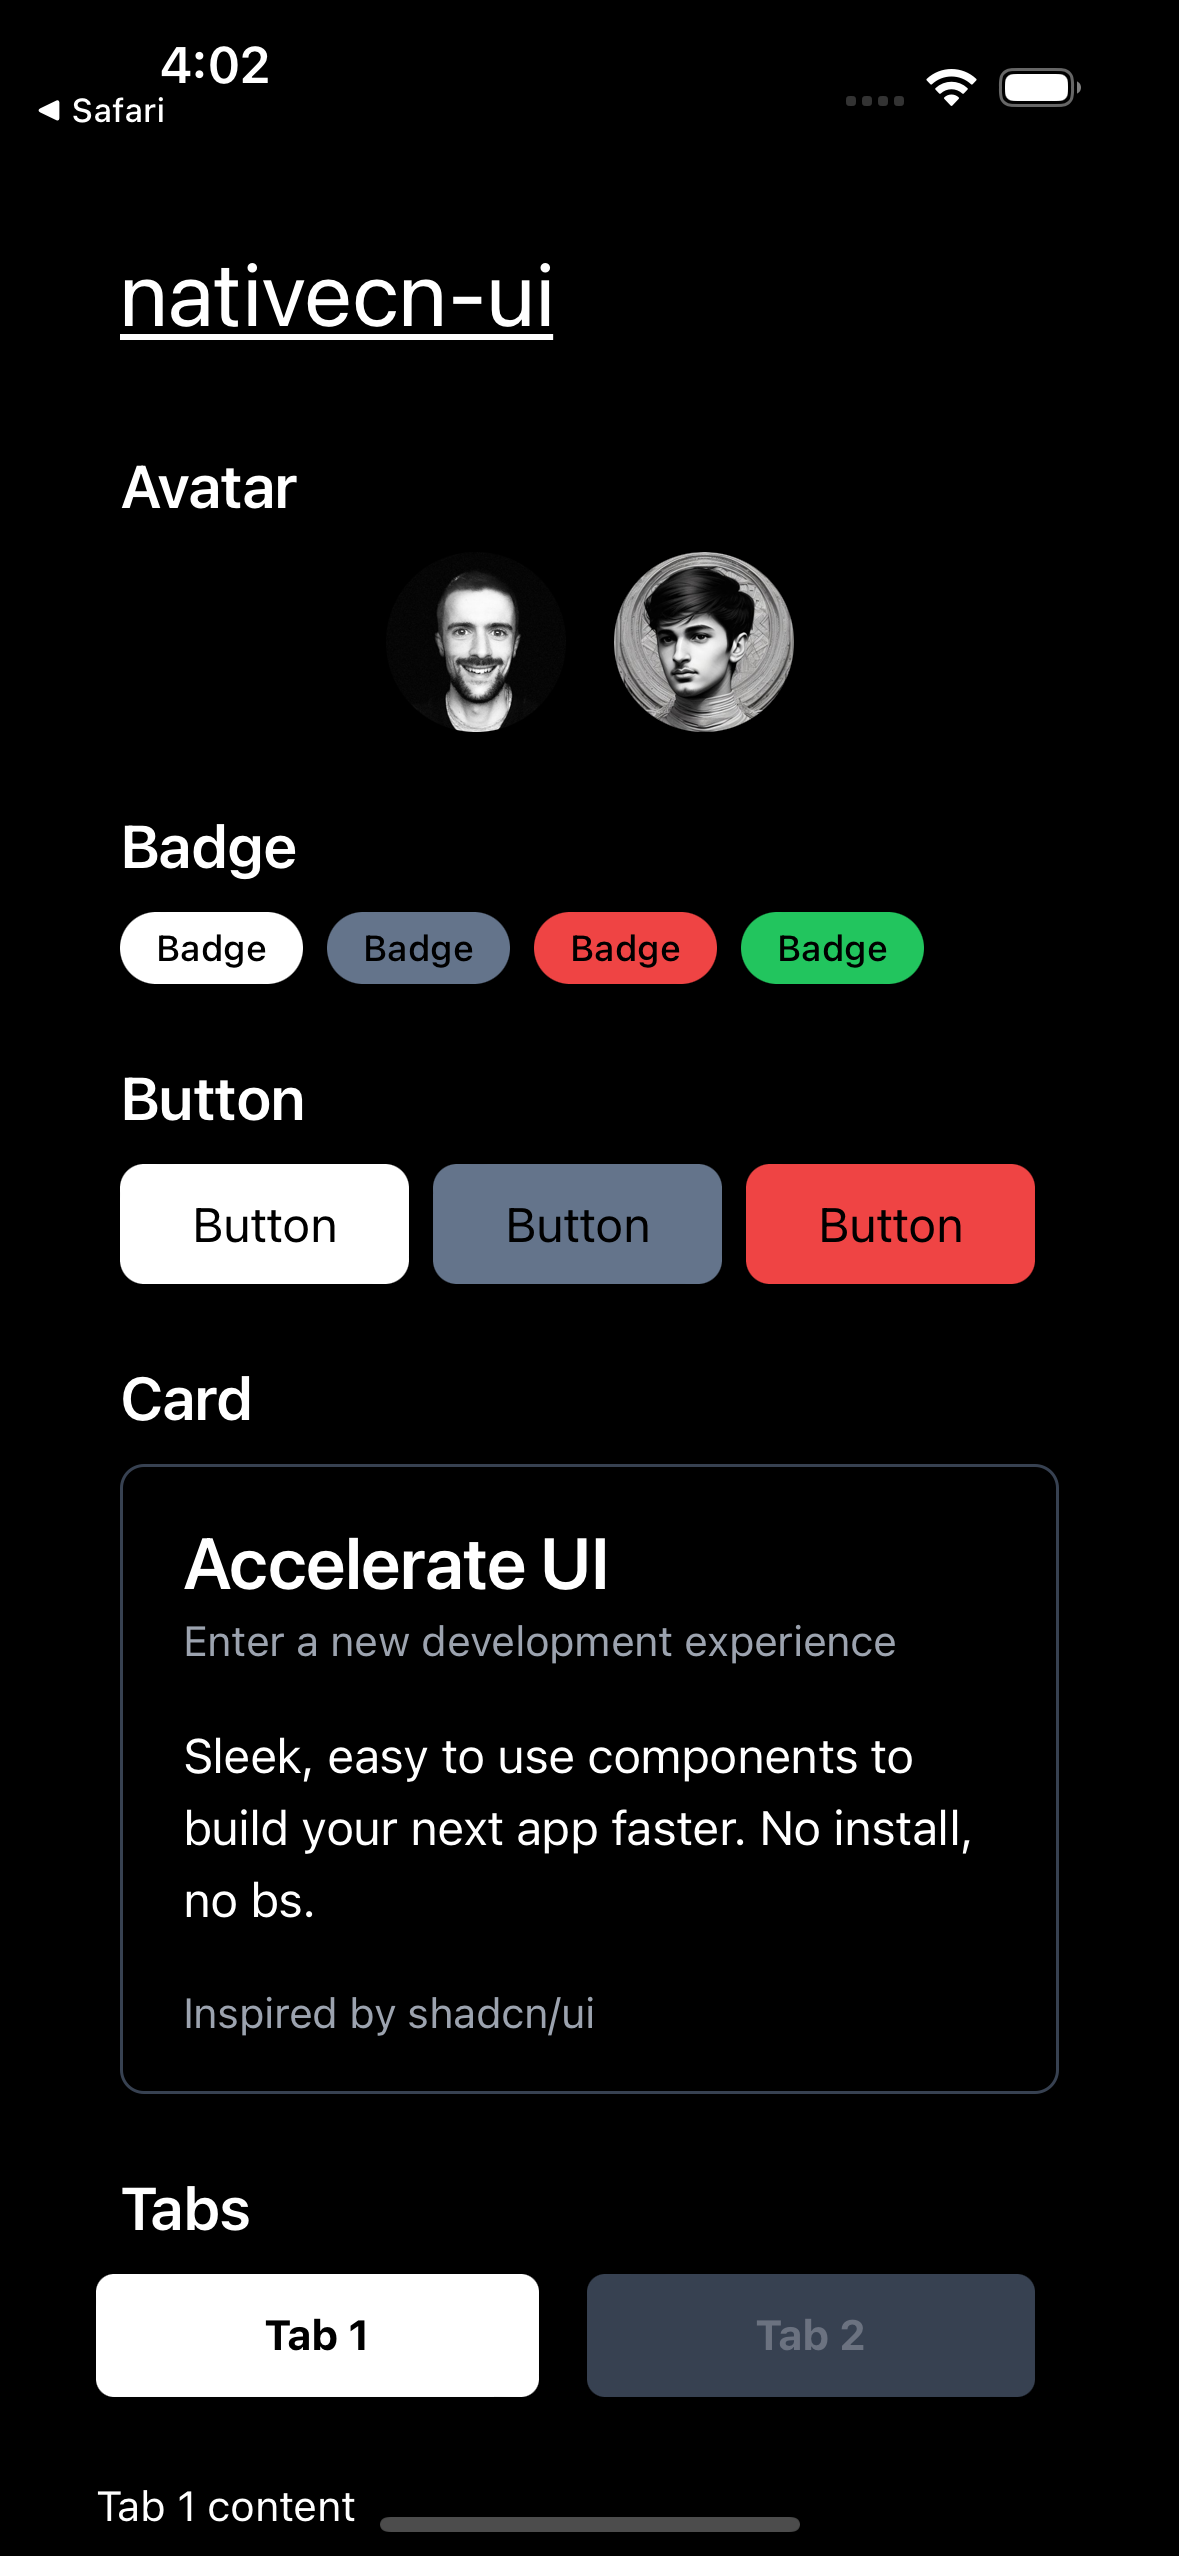 4:02
Safari
nativecn-ui
Avatar
Badge
Badge Badge Badge Badge
Button
Button Button Button
Card
Accelerate UI
Enter a new development experience
Sleek, easy to use components to
build your next app faster. No install,
no bs.
Inspired by shadcn/ui
Tabs
Tab 1 Tab 2
Tab 1 content